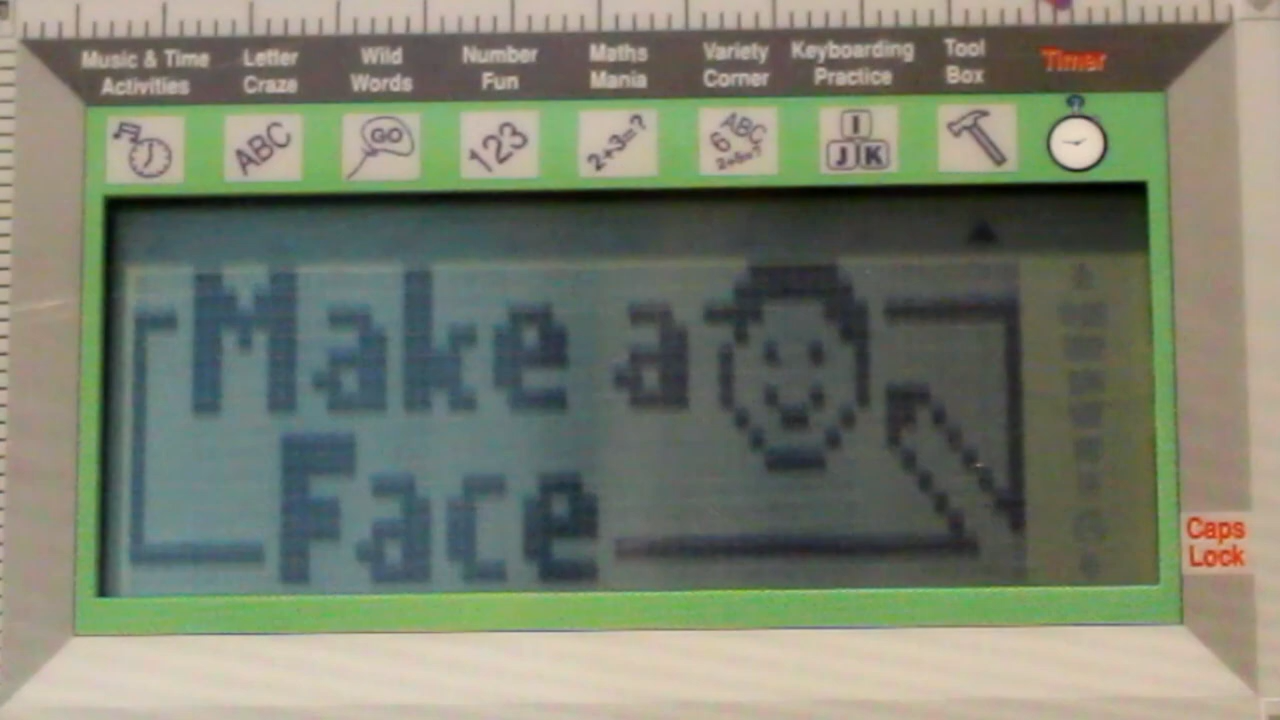 Music & Time Activities
Letter Craze
Wild Words
Number Fun
Maths Mania
Variety Corner
Keyboarding Practice
Tool Box
Timer
ABC
GO
123
2+3=?
ABC
6
2+6=?
I
J K
Make a
Face
Caps
Lock